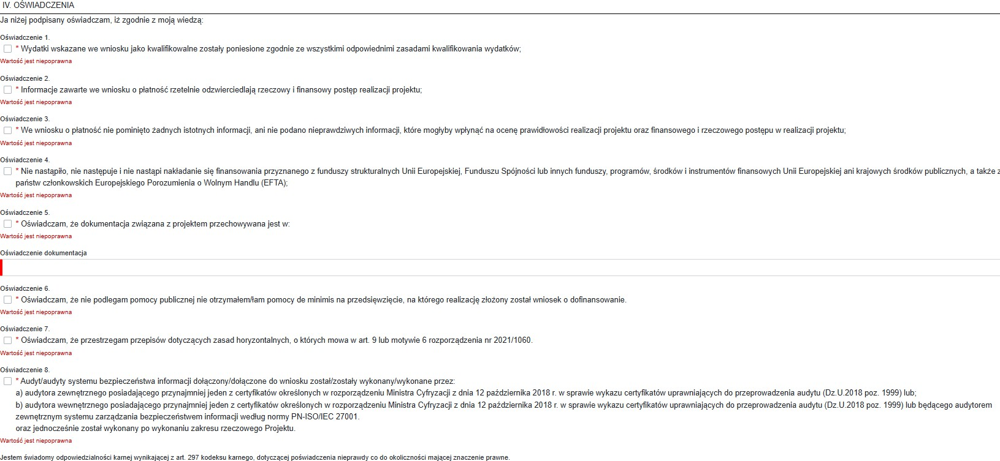 IV. OŚWIADCZENIA
Ja niżej podpisany oświadczam, iż zgodnie z moją wiedzą:
Oświadczenie 1.
* Wydatki wskazane we wniosku jako kwalifikowalne zostały poniesione zgodnie ze wszystkimi odpowiednimi zasadami kwalifikowania wydatków;
Wartość jest niepoprawna
Oświadczenie 2.
* Informacje zawarte we wniosku o płatność rzetelnie odzwierciedlają rzeczowy i finansowy postęp realizacji projektu;
Wartość jest niepoprawna
Oświadczenie 3.
* We wniosku o płatność nie pominięto żadnych istotnych informacji, ani nie podano nieprawdziwych informacji, które mogłyby wpłynąć na ocenę prawidłowości realizacji projektu oraz finansowego i rzeczowego postępu w realizacji projektu;
Wartość jest niepoprawna
Oświadczenie 4.
* Nie nastąpiło, nie następuje i nie nastąpi nakładanie się finansowania przyznanego z funduszy strukturalnych Unii Europejskiej, Funduszu Spójności lub innych funduszy, programów, środków i instrumentów finansowych Unii Europejskiej ani krajowych środków publicznych, a także z
państw członkowskich Europejskiego Porozumienia o Wolnym Handlu (EFTA);
Wartość jest niepoprawna
Oświadczenie 5.
* Oświadczam, że dokumentacja związana z projektem przechowywana jest w:
Wartość jest niepoprawna
Oświadczenie dokumentacja
Oświadczenie 6.
* Oświadczam, że nie podlegam pomocy publicznej nie otrzymałem/łam pomocy de minimis na przedsięwzięcie, na którego realizację złożony został wniosek o dofinansowanie.
Wartość jest niepoprawna
Oświadczenie 7.
* Oświadczam, że przestrzegam przepisów dotyczących zasad horyzontalnych, o których mowa w art. 9 lub motywie 6 rozporządzenia nr 2021/1060.
Wartość jest niepoprawna
Oświadczenie 8.
* Audyt/audyty systemu bezpieczeństwa informacji dołączony/dołączone do wniosku został/zostały wykonany/wykonane przez:
a) audytora zewnętrznego posiadającego przynajmniej jeden z certyfikatów określonych w rozporządzeniu Ministra Cyfryzacji z dnia 12 października 2018 r. w sprawie wykazu certyfikatów uprawniających do przeprowadzenia audytu (Dz.U.2018 poz. 1999) lub;
b) audytora wewnętrznego posiadającego przynajmniej jeden z certyfikatów określonych w rozporządzeniu Ministra Cyfryzacji z dnia 12 października 2018 r. w sprawie wykazu certyfikatów uprawniających do przeprowadzenia audytu (Dz.U.2018 poz. 1999) lub będącego audytorem
zewnętrznym systemu zarządzania bezpieczeństwem informacji według normy PN-ISO/IEC 27001.
oraz jednocześnie został wykonany po wykonaniu zakresu rzeczowego Projektu.
Wartość jest niepoprawna
Jestem świadomy odpowiedzialności karnej wynikającej z art. 297 kodeksu karnego, dotyczącej poświadczenia nieprawdy co do okoliczności mającej znaczenie prawne.